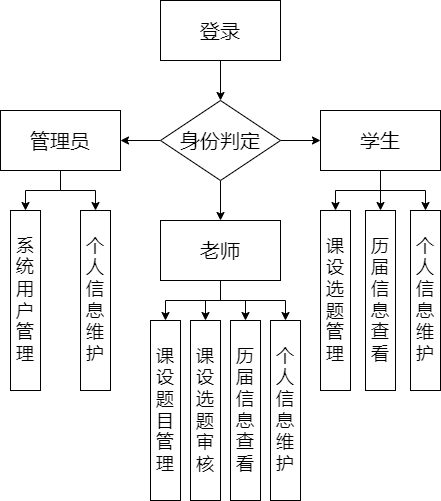 登录
管理员
身份判定
学生
系统用户管理
个人信息维护
老师
课设选题管理
历届信息查看
个人信息维护
课设题目管理
课设选题审核
历届信息查看
个人信息维护